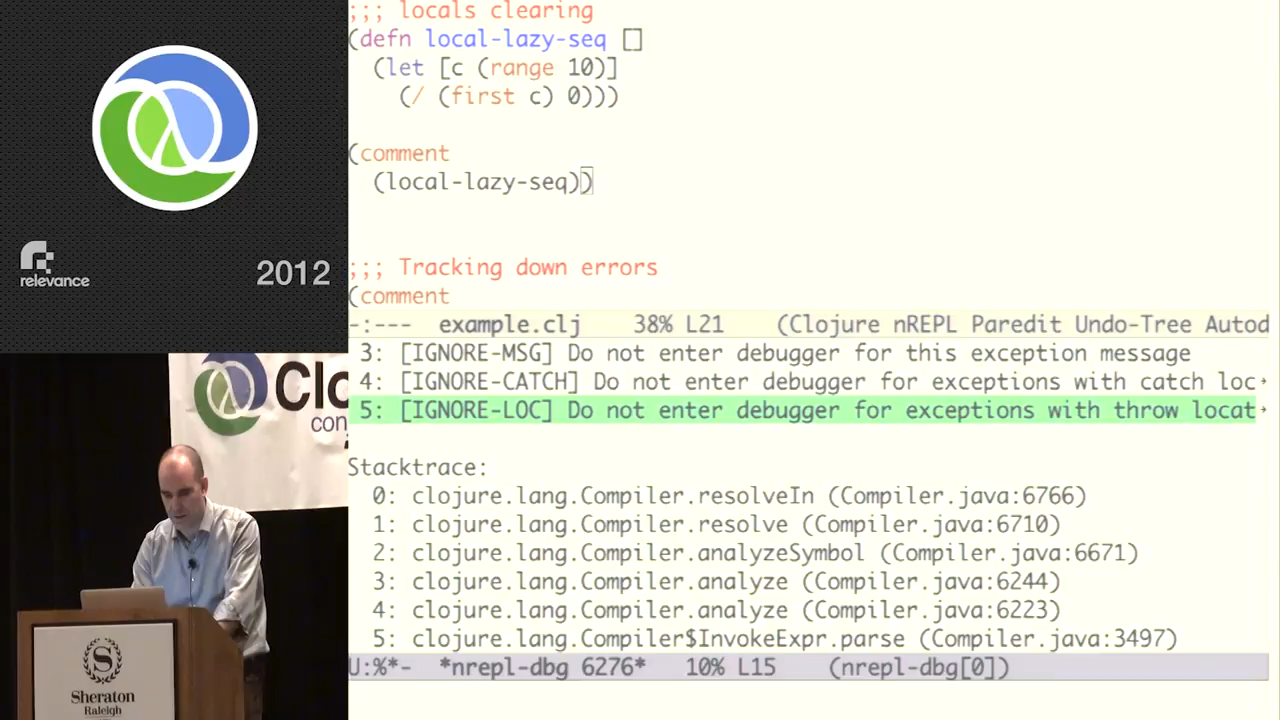 ;;; locals clearing
(defn local-lazy-seq []
(let [c (range 10)]
(/ (first c) 0)))
(comment
(local-lazy-seq))
;;; Tracking down errors
(comment
-:--- example.clj 38% L21 (Clojure nREPL Paredit Undo-Tree Autod
3: [IGNORE-MSG] Do not enter debugger for this exception message
4: [IGNORE-CATCH] Do not enter debugger for exceptions with catch loc
5: [IGNORE-LOC] Do not enter debugger for exceptions with throw locat
Stacktrace:
0: clojure.lang.Compiler.resolveIn (Compiler.java:6766)
1: clojure.lang.Compiler.resolve (Compiler.java:6710)
2: clojure.lang.Compiler.analyzeSymbol (Compiler.java:6671)
3: clojure.lang.Compiler.analyze (Compiler.java:6244)
4: clojure.lang.Compiler.analyze (Compiler.java:6223)
5: clojure.lang.Compiler$InvokeExpr.parse (Compiler.java:3497)
U:%*- *nrepl-dbg 6276* 10% L15 (nrepl-dbg[0])
relevance
2012
Clo
con
S
Sheraton
Raleigh